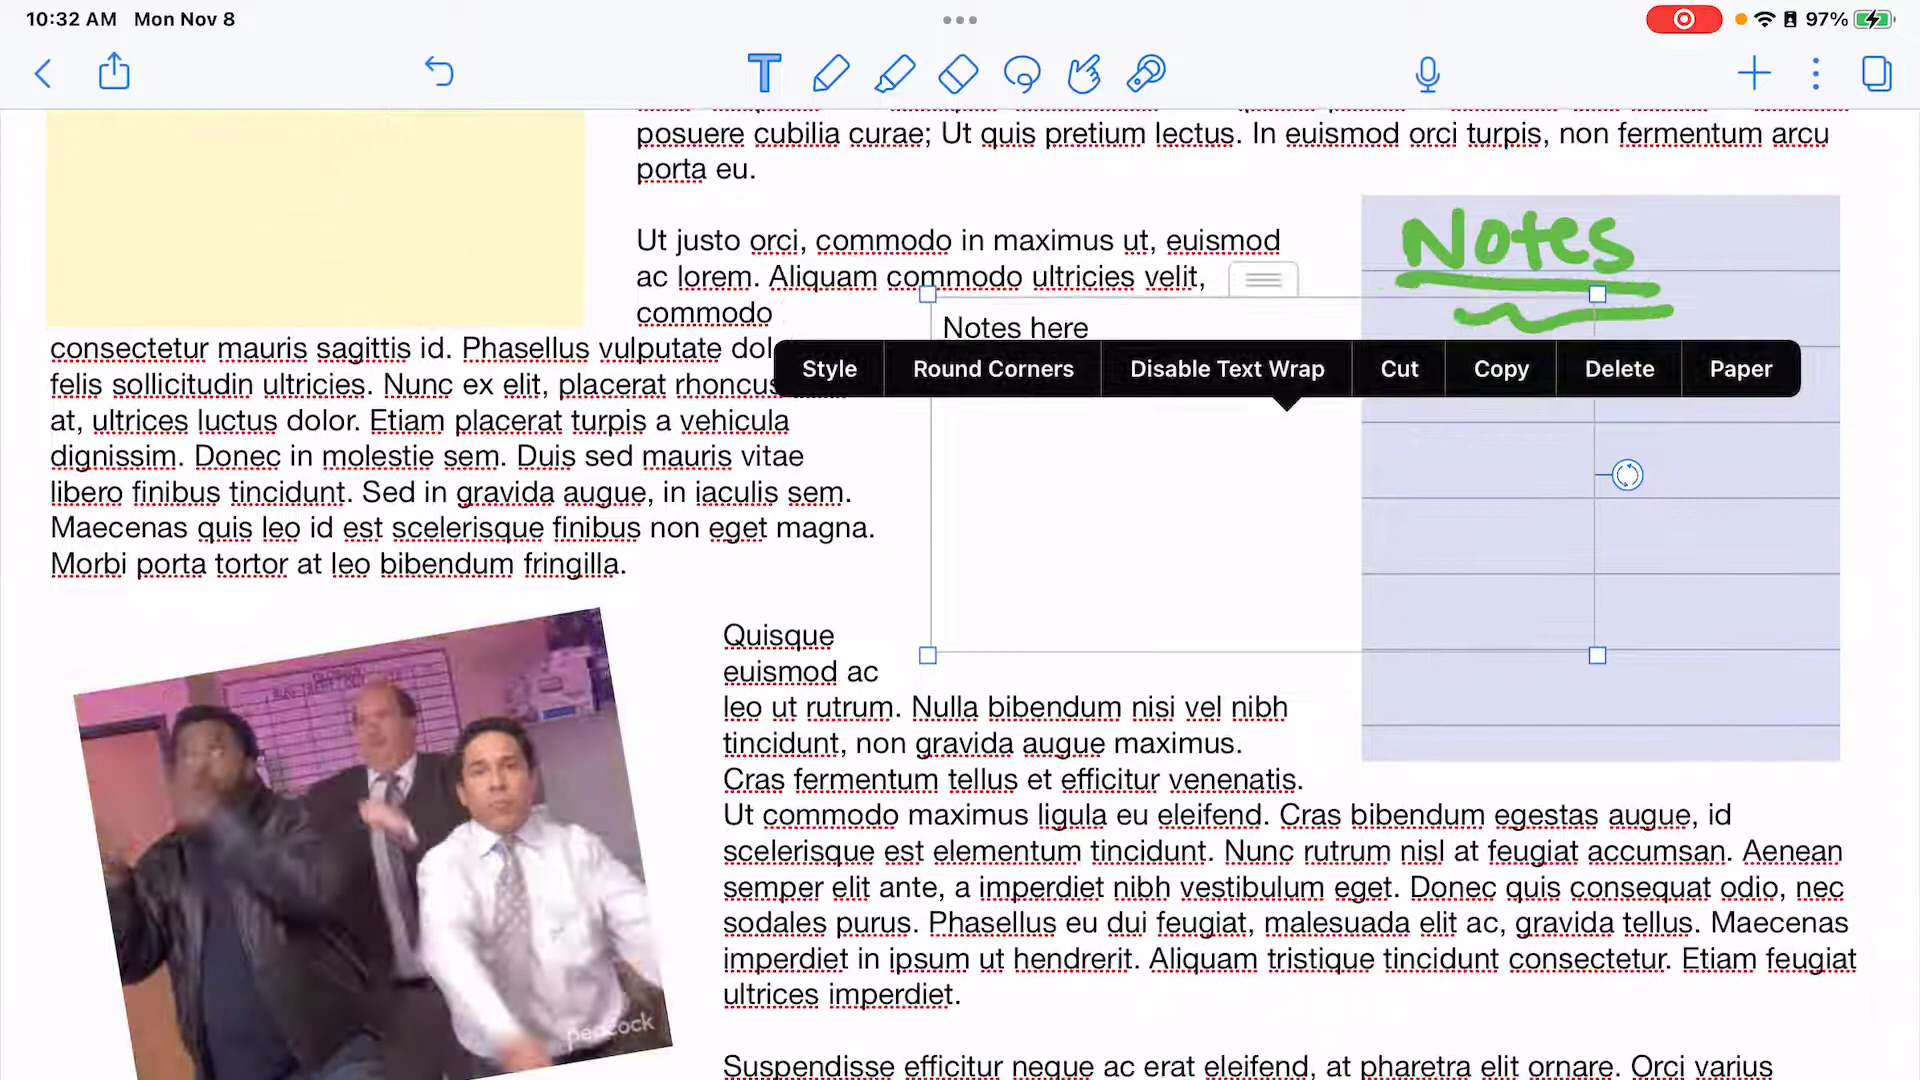 10:32 AM Mon Nov 8
97%
posuere cubilia curae; Ut quis pretium lectus. In euismod orci turpis, non fermentum arcu
porta eu.
Ut justo orci, commodo in maximus ut, euismod
ac lorem. Aliquam commodo ultricies velit,
commodo
consectetur mauris sagittis id. Phasellus vulputate
felis sollicitudin ultricies. Nunc ex elit, placerat rhoncus
at, ultrices luctus dolor. Etiam placerat turpis a vehicula
dignissim. Donec in molestie sem. Duis sed mauris vitae
libero finibus tincidunt. Sed in gravida augue, in iaculis sem.
Maecenas quis leo id est scelerisque finibus non eget magna.
Morbi porta tortor at leo bibendum fringilla.
Notes
Notes here
Style Round Corners Disable Text Wrap Cut Copy Delete Paper
Quisque
euismod ac
leo ut rutrum. Nulla bibendum nisi vel nibh
tincidunt, non gravida augue maximus.
Cras fermentum tellus et efficitur venenatis.
Ut commodo maximus ligula eu eleifend. Cras bibendum egestas augue, id
scelerisque est elementum tincidunt. Nunc rutrum nisl at feugiat accumsan. Aenean
semper elit ante, a imperdiet nibh vestibulum eget. Donec quis consequat odio, nec
sodales purus. Phasellus eu dui feugiat, malesuada elit ac, gravida tellus. Maecenas
imperdiet in ipsum ut hendrerit. Aliquam tristique tincidunt consectetur. Etiam feugiat
ultrices imperdiet.
Suspendisse efficitur neque ac erat eleifend, at pharetra elit ornare. Orci varius
peacock